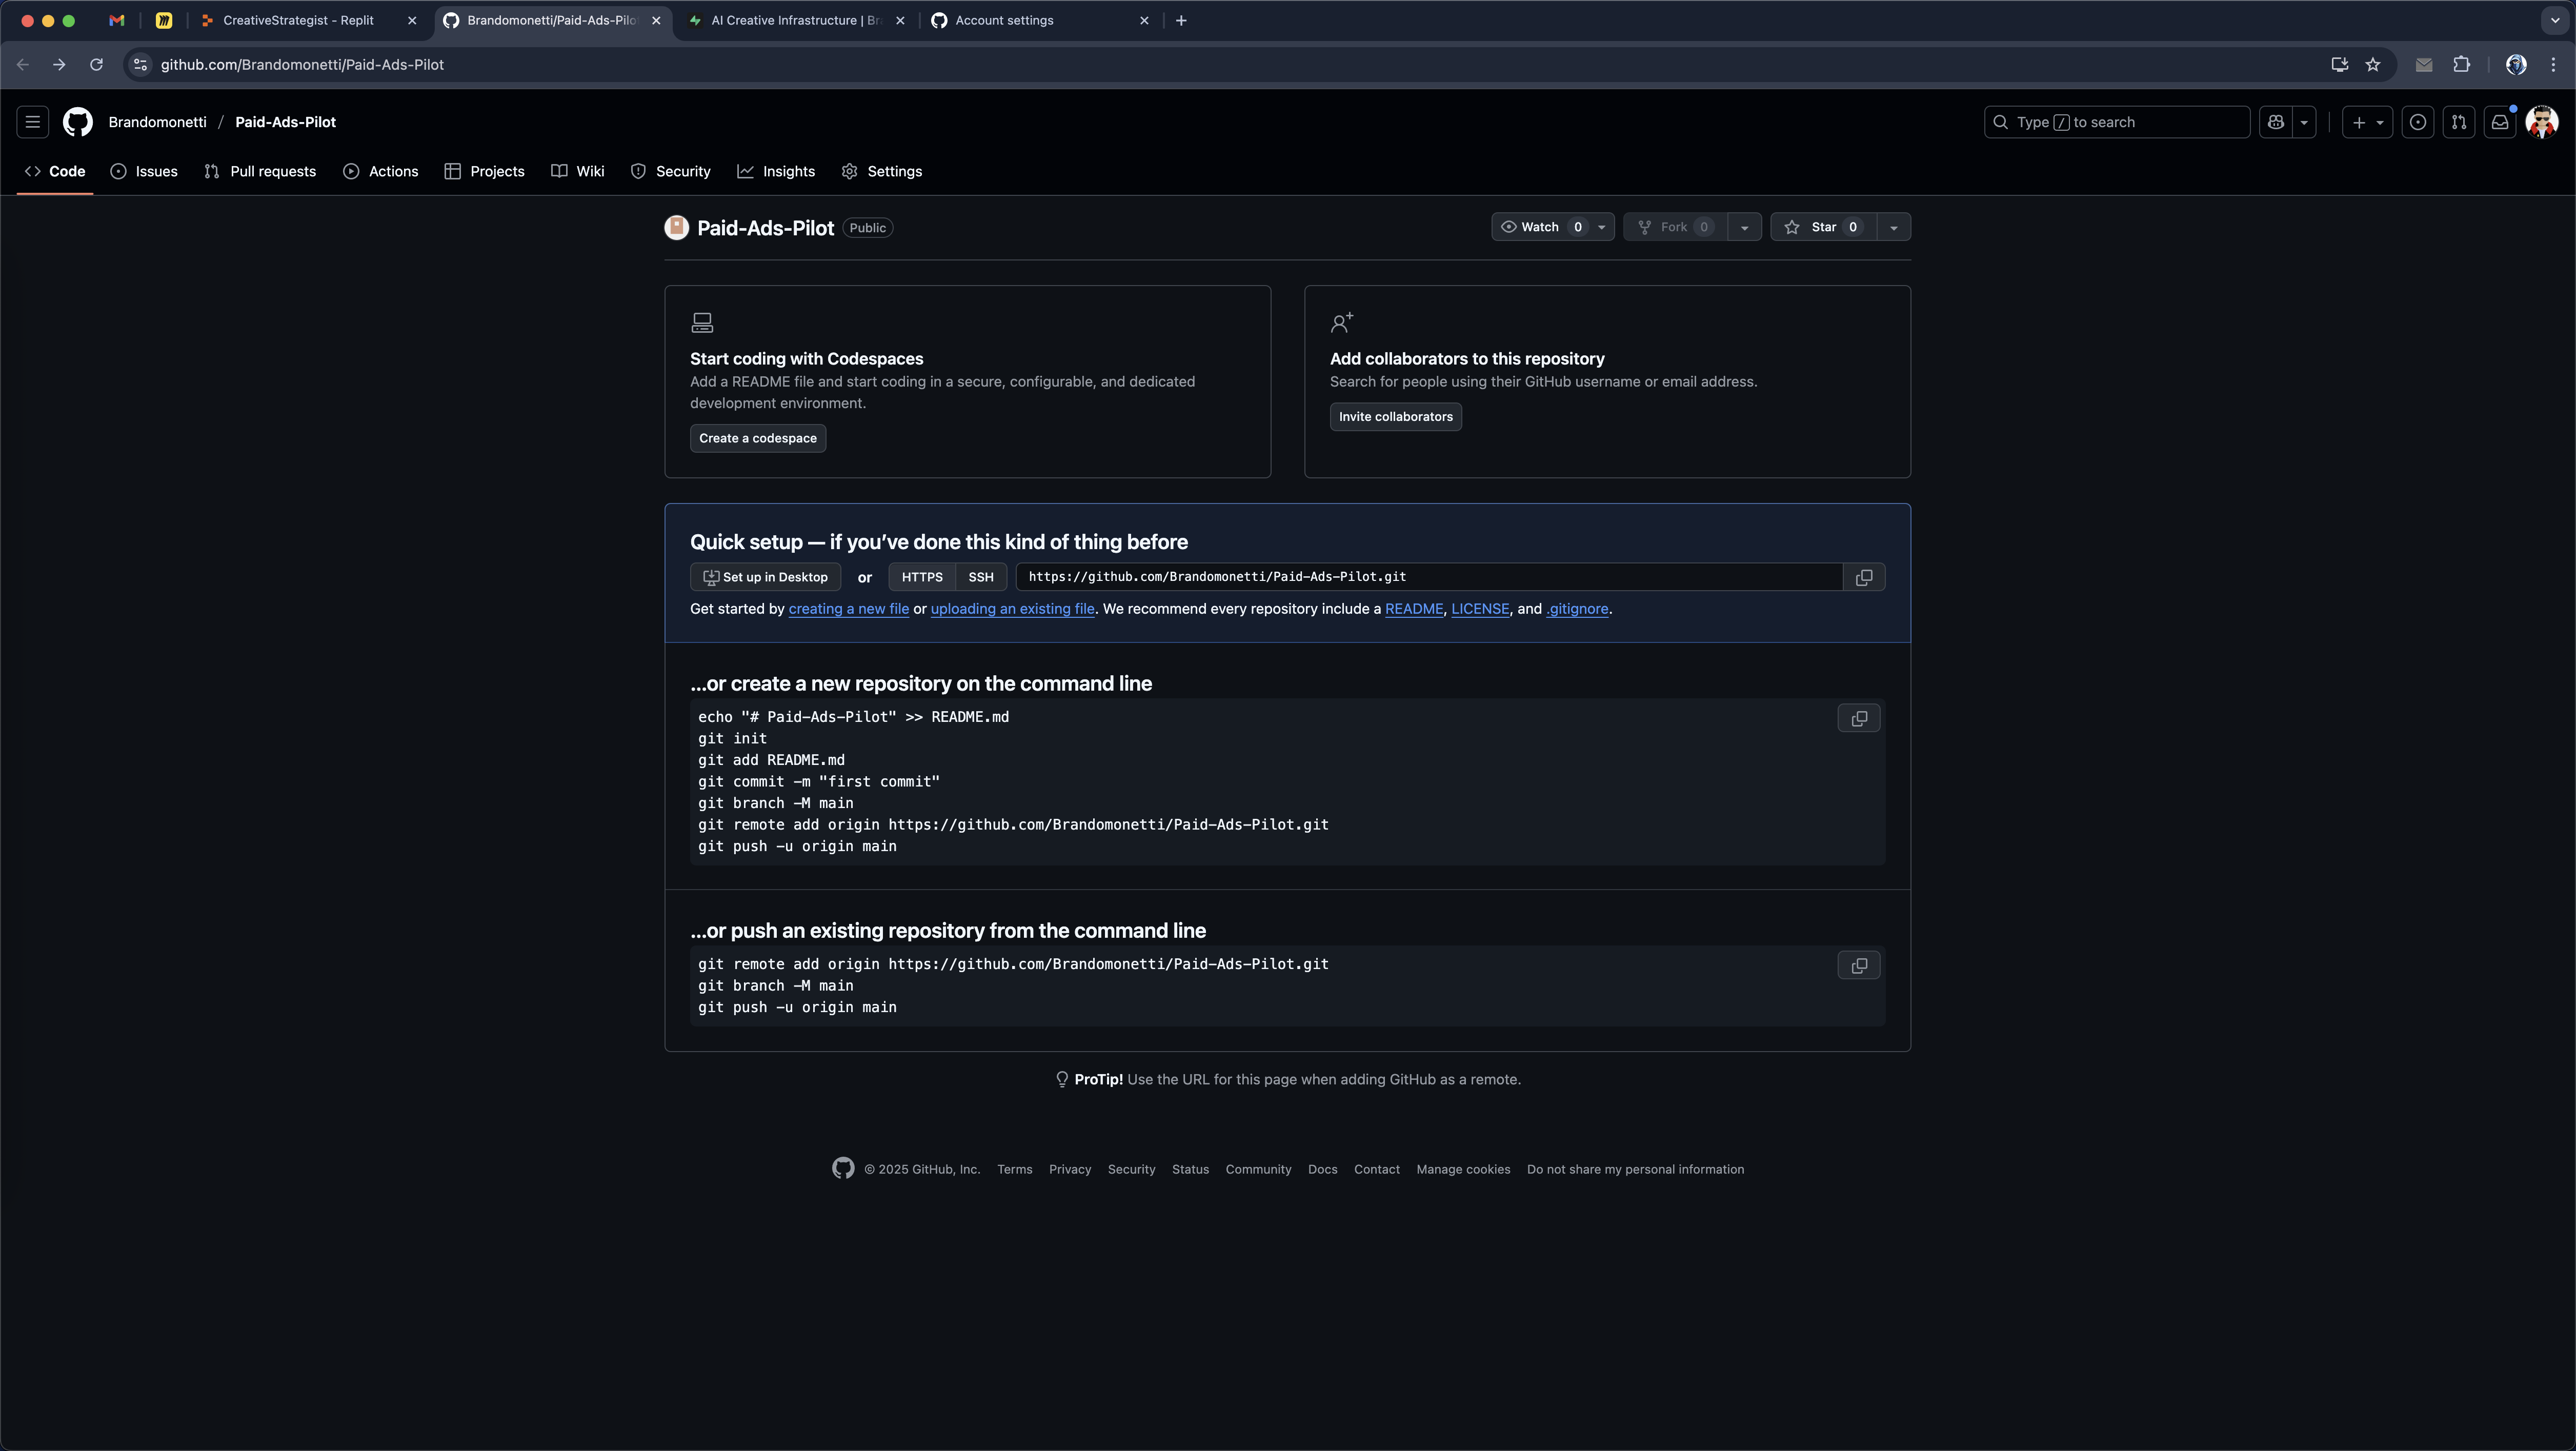 CreativeStrategist - Replit
Brandomonetti/Paid-Ads-Pilo
AI Creative Infrastructure | Br
Account settings
github.com/Brandomonetti/Paid-Ads-Pilot
Brandomonetti / Paid-Ads-Pilot
Type / to search
Code
Issues
Pull requests
Actions
Projects
Wiki
Security
Insights
Settings
Paid-Ads-Pilot Public
Watch 0
Fork 0
Star 0
Start coding with Codespaces
Add a README file and start coding in a secure, configurable, and dedicated
development environment.
Create a codespace
Add collaborators to this repository
Search for people using their GitHub username or email address.
Invite collaborators
Quick setup — if you’ve done this kind of thing before
Set up in Desktop or HTTPS SSH https://github.com/Brandomonetti/Paid-Ads-Pilot.git
Get started by creating a new file or uploading an existing file. We recommend every repository include a README, LICENSE, and .gitignore.
…or create a new repository on the command line
echo "# Paid-Ads-Pilot" >> README.md
git init
git add README.md
git commit -m "first commit"
git branch -M main
git remote add origin https://github.com/Brandomonetti/Paid-Ads-Pilot.git
git push -u origin main
…or push an existing repository from the command line
git remote add origin https://github.com/Brandomonetti/Paid-Ads-Pilot.git
git branch -M main
git push -u origin main
ProTip! Use the URL for this page when adding GitHub as a remote.
© 2025 GitHub, Inc. Terms Privacy Security Status Community Docs Contact Manage cookies Do not share my personal information